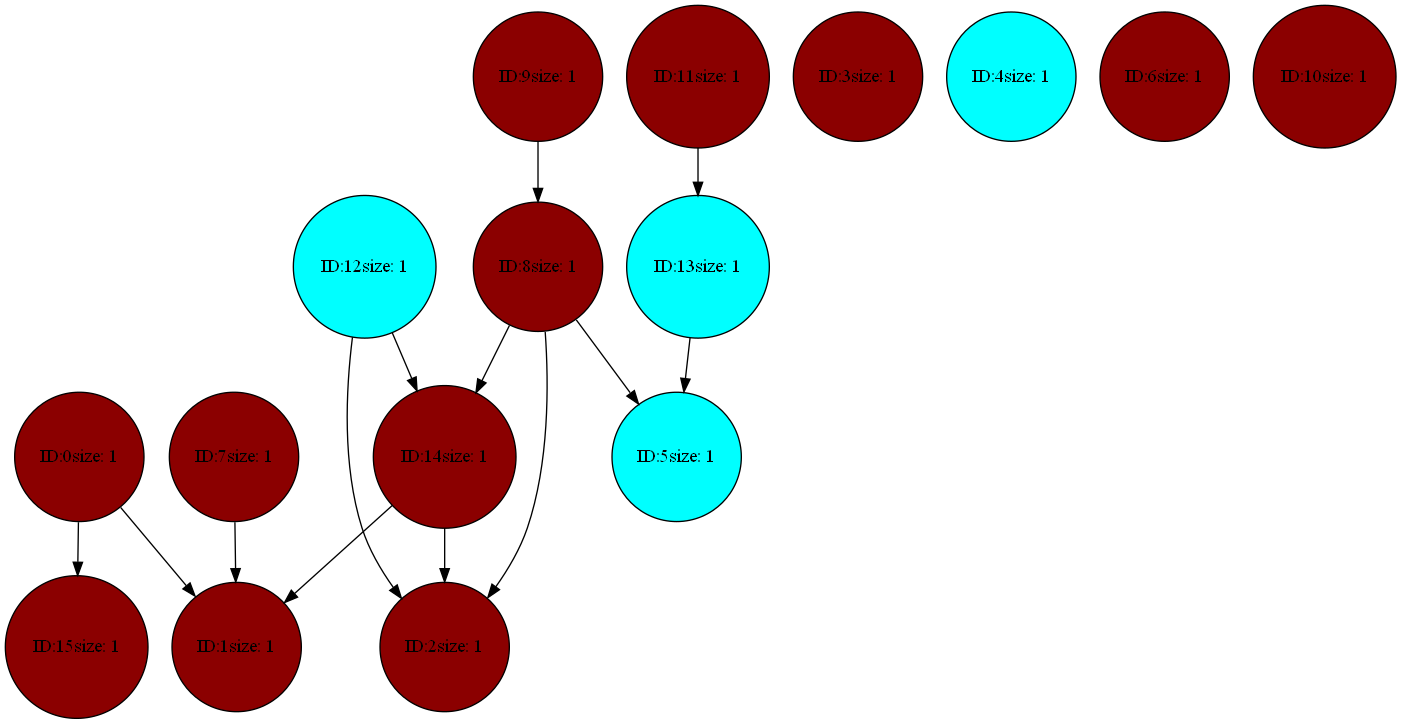 ID:9size: 1
ID:11size: 1
ID:3size: 1
ID:4size: 1
ID:6size: 1
ID:10size: 1
ID:12size: 1
ID:8size: 1
ID:13size: 1
ID:0size: 1
ID:7size: 1
ID:14size: 1
ID:5size: 1
ID:15size: 1
ID:1size: 1
ID:2size: 1